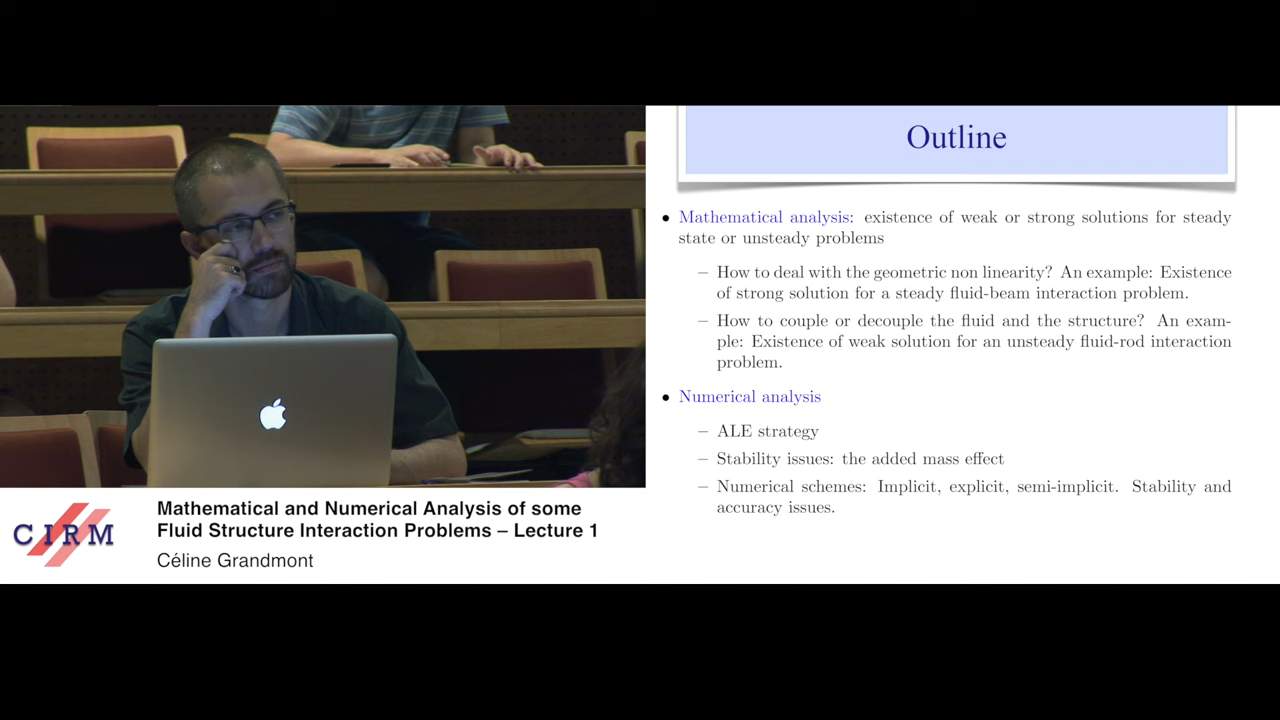 Outline
• Mathematical analysis: existence of weak or strong solutions for steady
state or unsteady problems
– How to deal with the geometric non linearity? An example: Existence
of strong solution for a steady fluid-beam interaction problem.
– How to couple or decouple the fluid and the structure? An exam-
ple: Existence of weak solution for an unsteady fluid-rod interaction
problem.
• Numerical analysis
– ALE strategy
– Stability issues: the added mass effect
– Numerical schemes: Implicit, explicit, semi-implicit. Stability and
accuracy issues.
CIRM
Mathematical and Numerical Analysis of some
Fluid Structure Interaction Problems – Lecture 1
Céline Grandmont